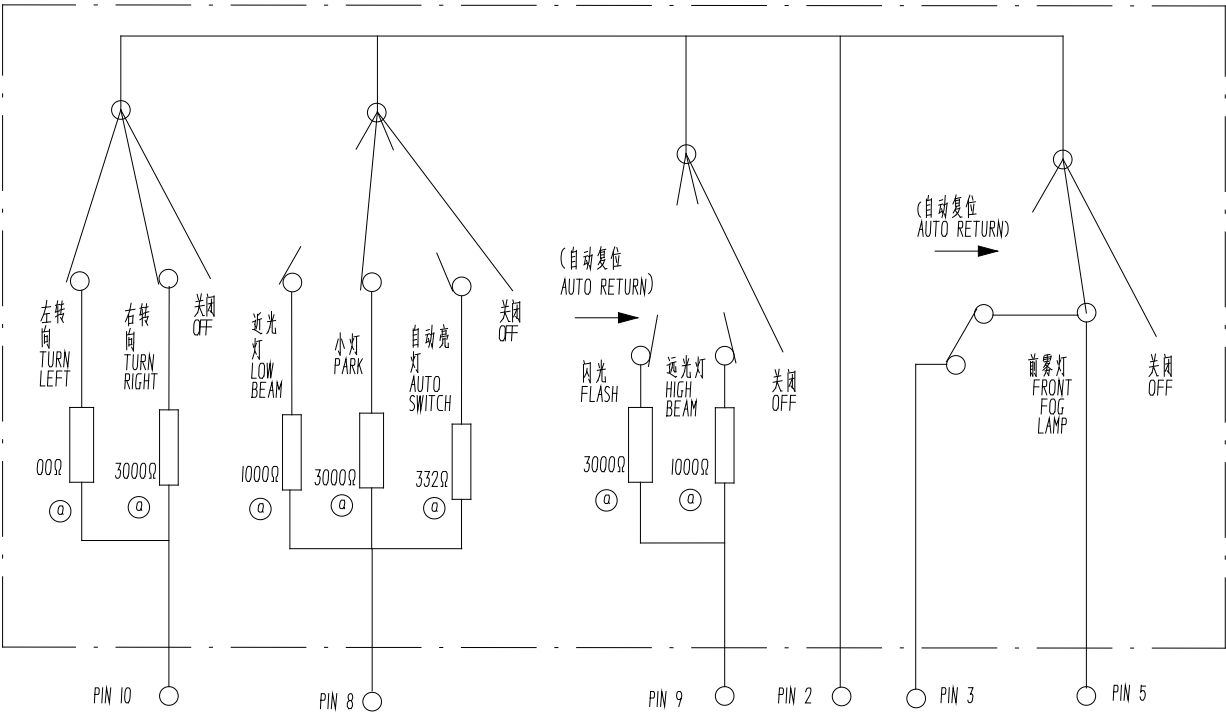 左转
向
TURN
LEFT
00Ω
a
右转
向
TURN
RIGHT
3000Ω
a
关闭
OFF
近光
灯
LOW
BEAM
1000Ω
a
小灯
PARK
3000Ω
a
自动亮
灯
AUTO
SWITCH
332Ω
a
关闭
OFF
(自动复位
AUTO RETURN)
闪光
FLASH
3000Ω
a
远光灯
HIGH
BEAM
1000Ω
a
关闭
OFF
(自动复位
AUTO RETURN)
前雾灯
FRONT
FOG
LAMP
关闭
OFF
PIN 10
PIN 8
PIN 9
PIN 2
PIN 3
PIN 5